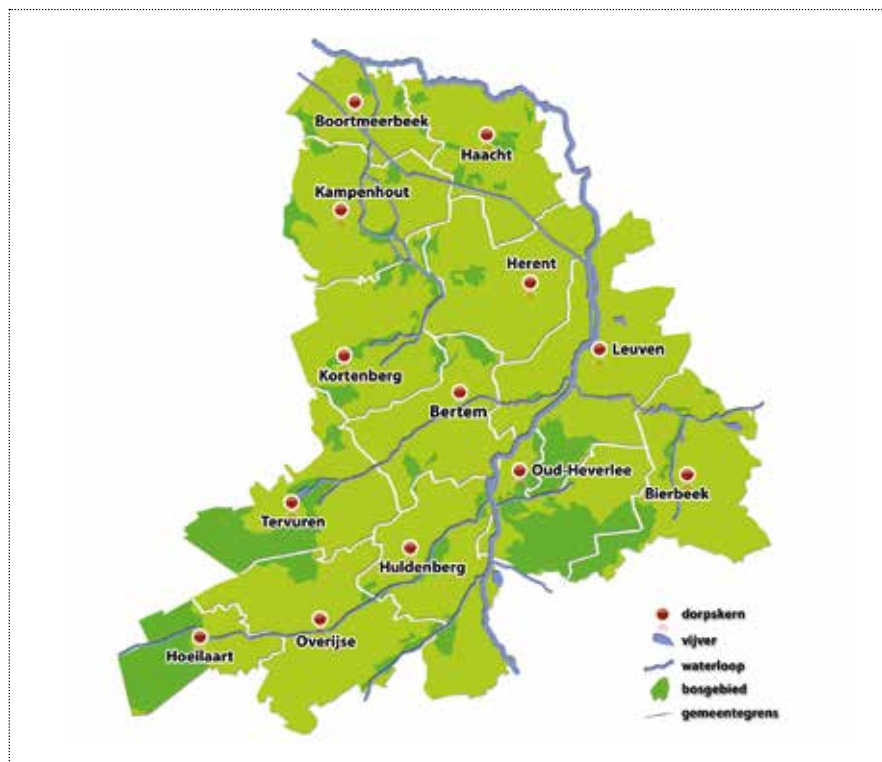 Boortmeerbeek
Haacht
Kampenhout
Herent
Leuven
Kortenberg
Bertem
Oud-Heverlee
Bierbeek
Tervuren
Huldenberg
Overijse
Hoeilaart
dorpskern
vijver
waterloop
bosgebied
gemeentegrens